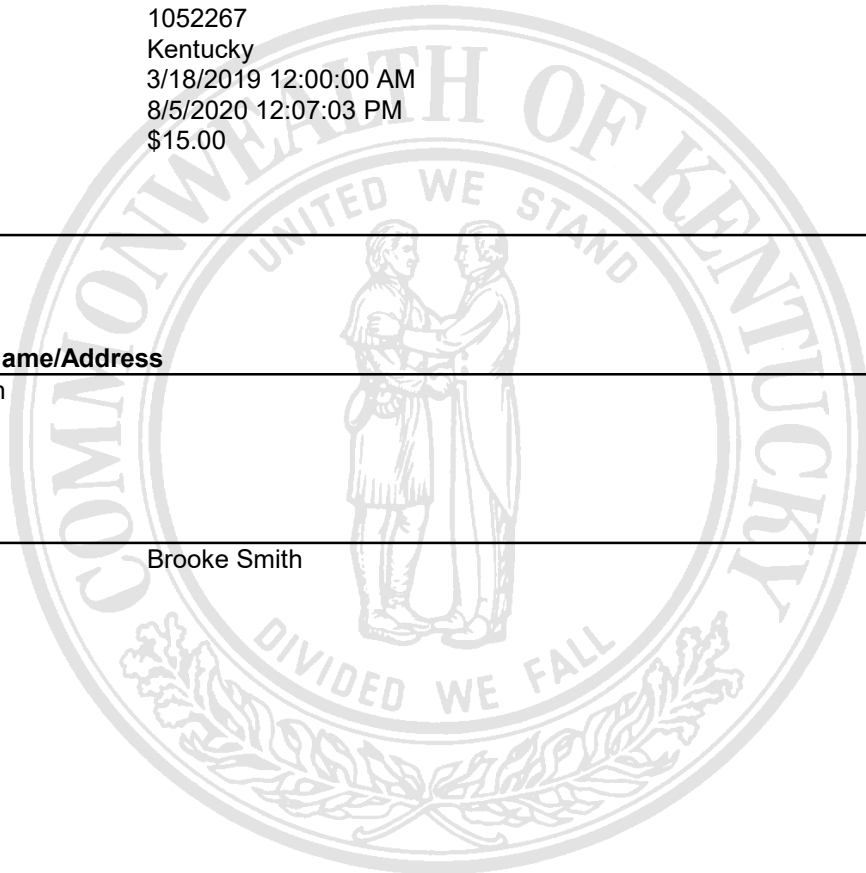 1052267
Kentucky
3/18/2019 12:00:00 AM
8/5/2020 12:07:03 PM
$15.00
COMMONWEALTH OF KENTUCKY
UNITED WE STAND
ame/Address
n
Brooke Smith
DIVIDED WE FALL